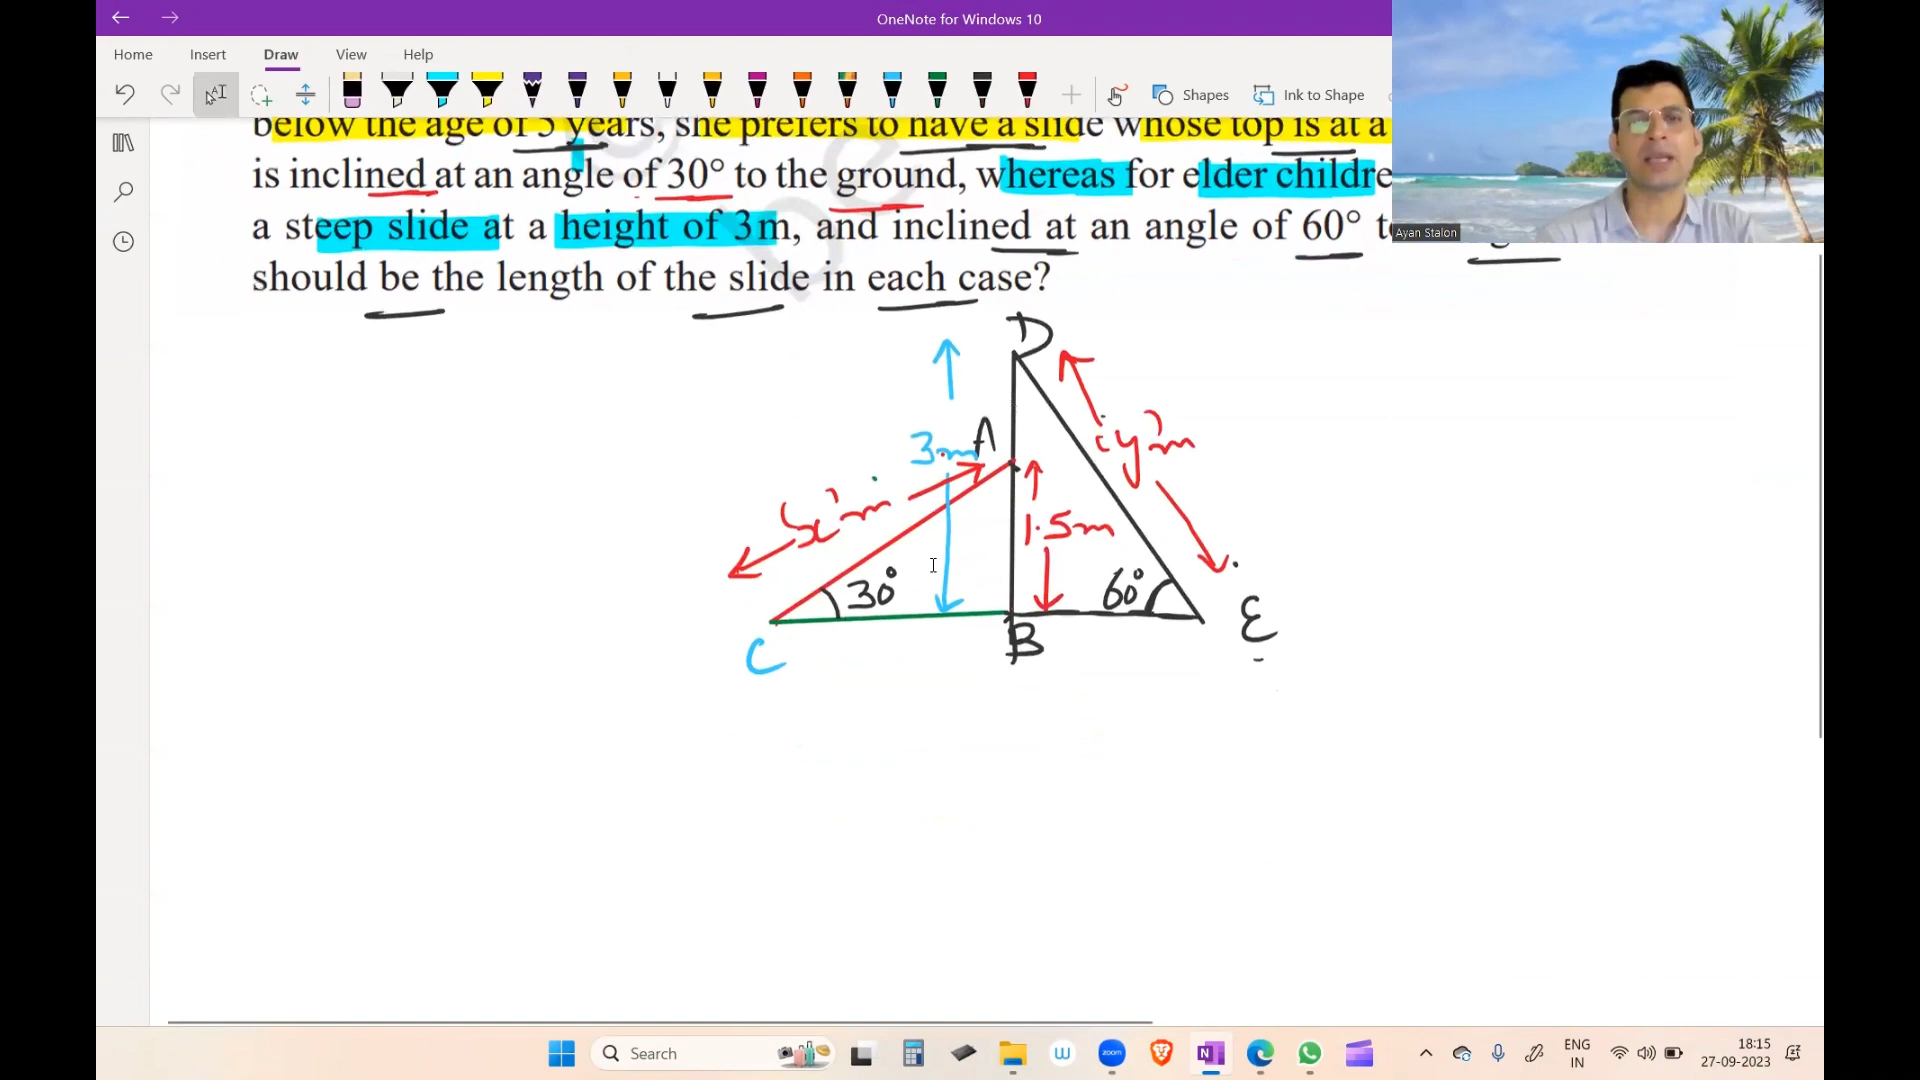 OneNote for Windows 10
Home Insert Draw View Help
Shapes Ink to Shape
below the age of 5 years, she prefers to have a slide whose top is at a
is inclined at an angle of 30° to the ground, whereas for elder childre
a steep slide at a height of 3m, and inclined at an angle of 60° t
should be the length of the slide in each case?
Ayan Stalon
D
A
3m
'y'm
'x'm
1.5m
30°
60°
B
E
C
Search
zoom
ENG
IN
18:15
27-09-2023